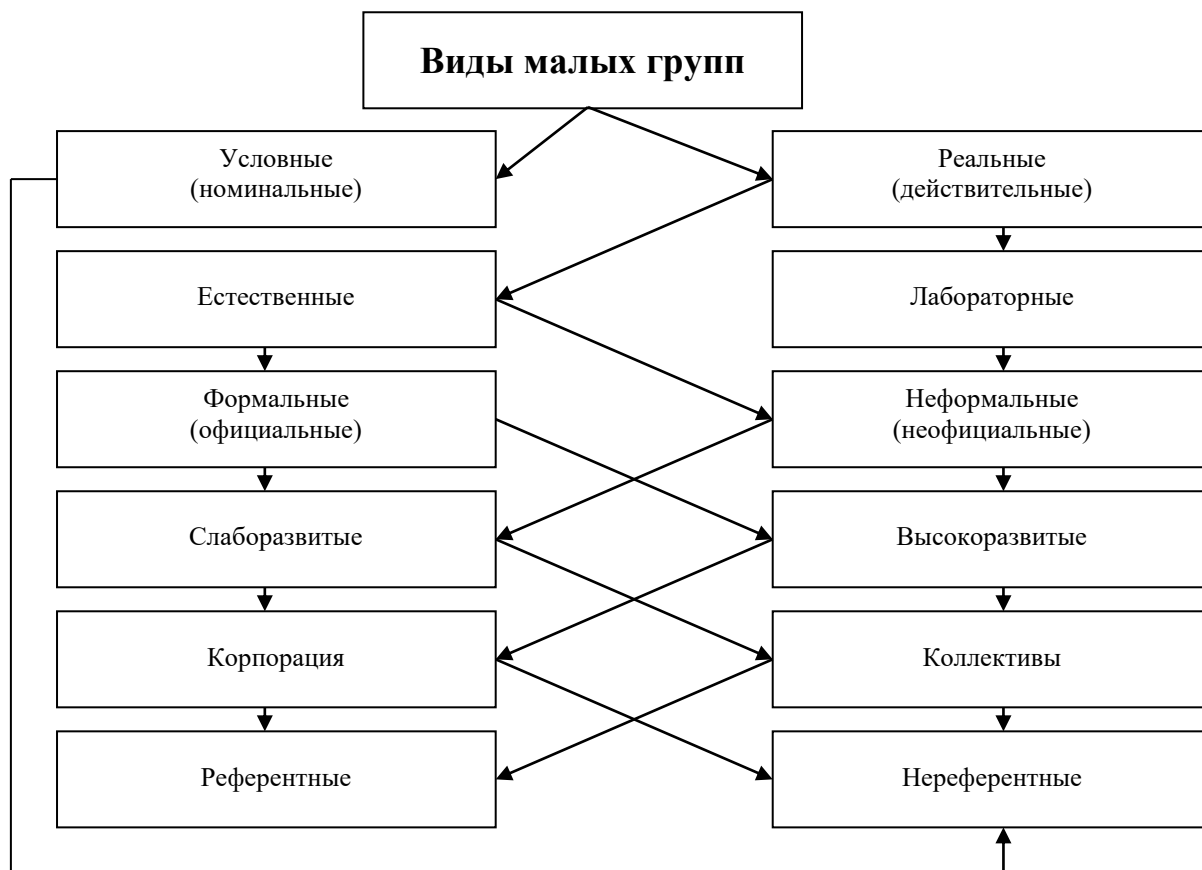 Виды малых групп
Условные
(номинальные)
Реальные
(действительные)
Естественные
Лабораторные
Формальные
(официальные)
Неформальные
(неофициальные)
Слаборазвитые
Высокоразвитые
Корпорация
Коллективы
Референтные
Нереферентные